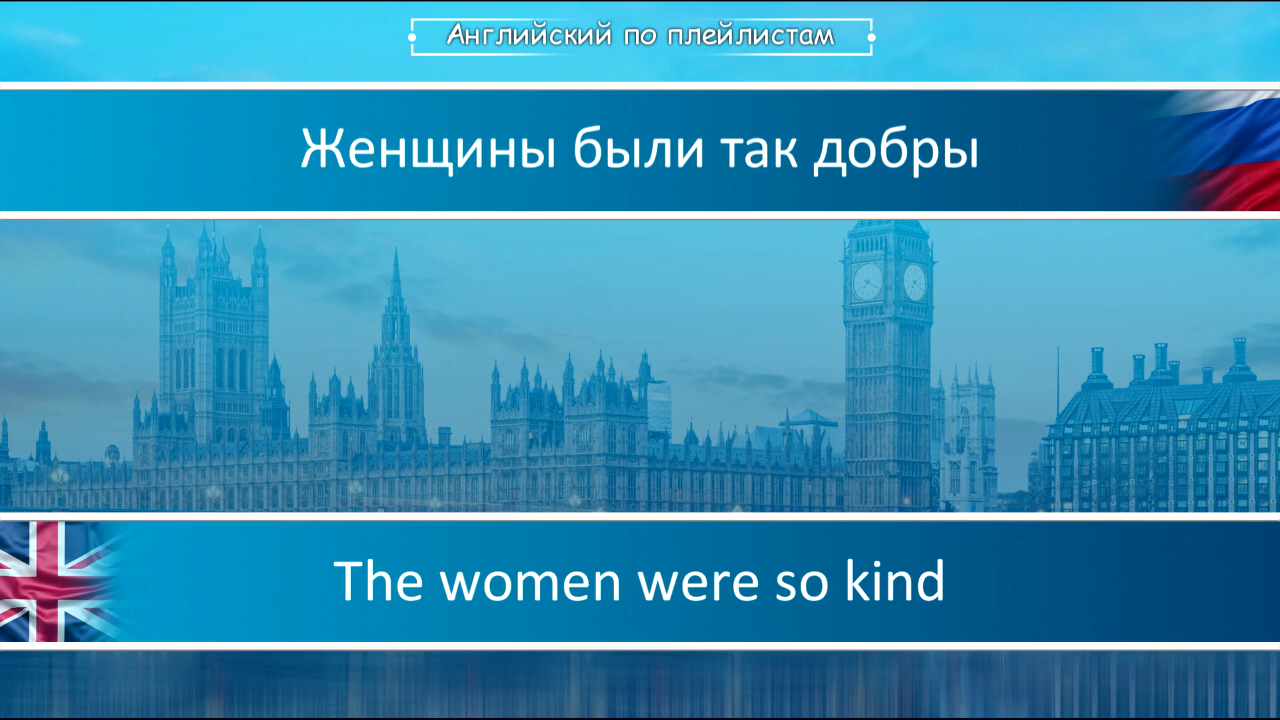 Английский по плейлистам
Женщины были так добры
The women were so kind